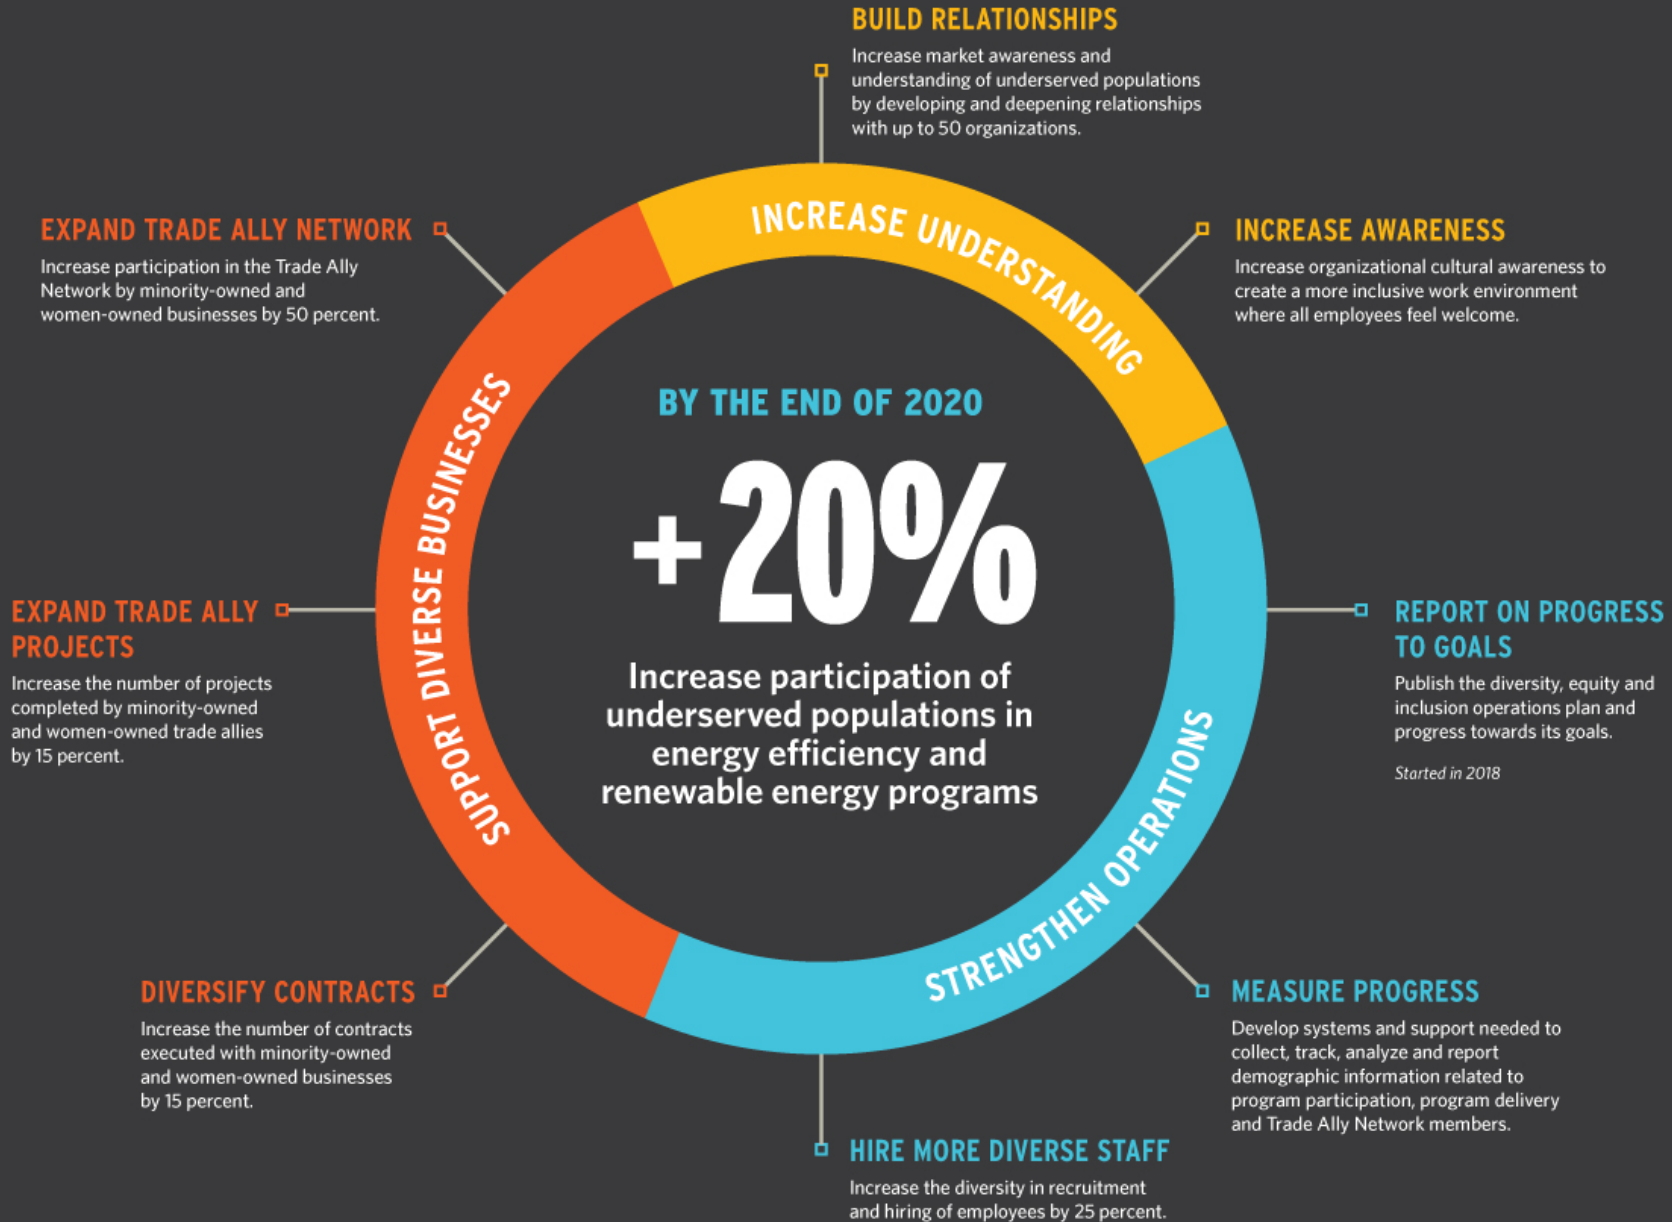 BUILD RELATIONSHIPS
Increase market awareness and
understanding of underserved populations
by developing and deepening relationships
with up to 50 organizations.
EXPAND TRADE ALLY NETWORK
Increase participation in the Trade Ally
Network by minority-owned and
women-owned businesses by 50 percent.
INCREASE UNDERSTANDING
INCREASE AWARENESS
Increase organizational cultural awareness to
create a more inclusive work environment
where all employees feel welcome.
SUPPORT DIVERSE BUSINESSES
BY THE END OF 2020
+20%
Increase participation of
underserved populations in
energy efficiency and
renewable energy programs
EXPAND TRADE ALLY
PROJECTS
Increase the number of projects
completed by minority-owned
and women-owned trade allies
by 15 percent.
REPORT ON PROGRESS
TO GOALS
Publish the diversity, equity and
inclusion operations plan and
progress towards its goals.
Started in 2018
STRENGTHEN OPERATIONS
DIVERSIFY CONTRACTS
Increase the number of contracts
executed with minority-owned
and women-owned businesses
by 15 percent.
MEASURE PROGRESS
Develop systems and support needed to
collect, track, analyze and report
demographic information related to
program participation, program delivery
and Trade Ally Network members.
HIRE MORE DIVERSE STAFF
Increase the diversity in recruitment
and hiring of employees by 25 percent.